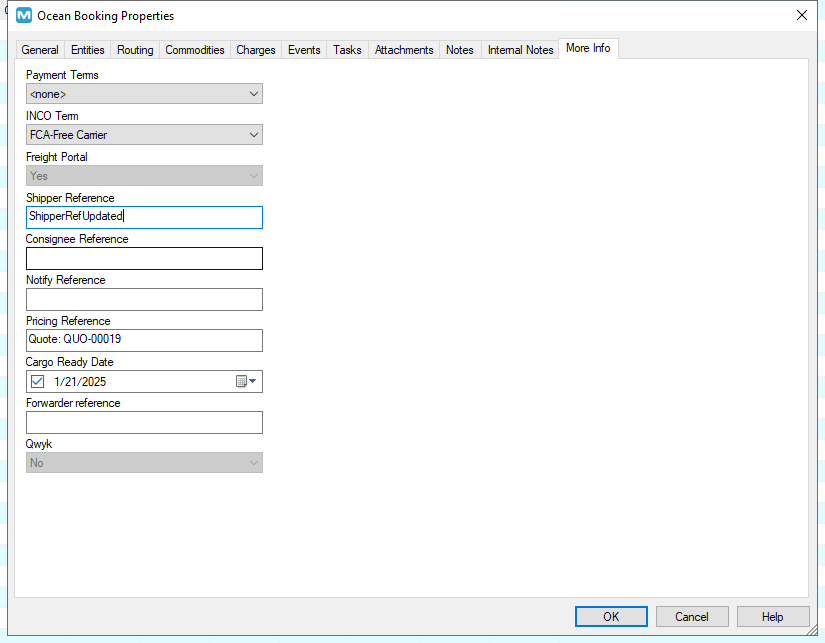 Ocean Booking Properties
General Entities Routing Commodities Charges Events Tasks Attachments Notes Internal Notes More Info
Payment Terms
<none>
INCO Term
FCA-Free Carrier
Freight Portal
Yes
Shipper Reference
ShipperRefUpdated
Consignee Reference
Notify Reference
Pricing Reference
Quote: QUO-00019
Cargo Ready Date
1/21/2025
Forwarder reference
Qwyk
No
OK Cancel Help